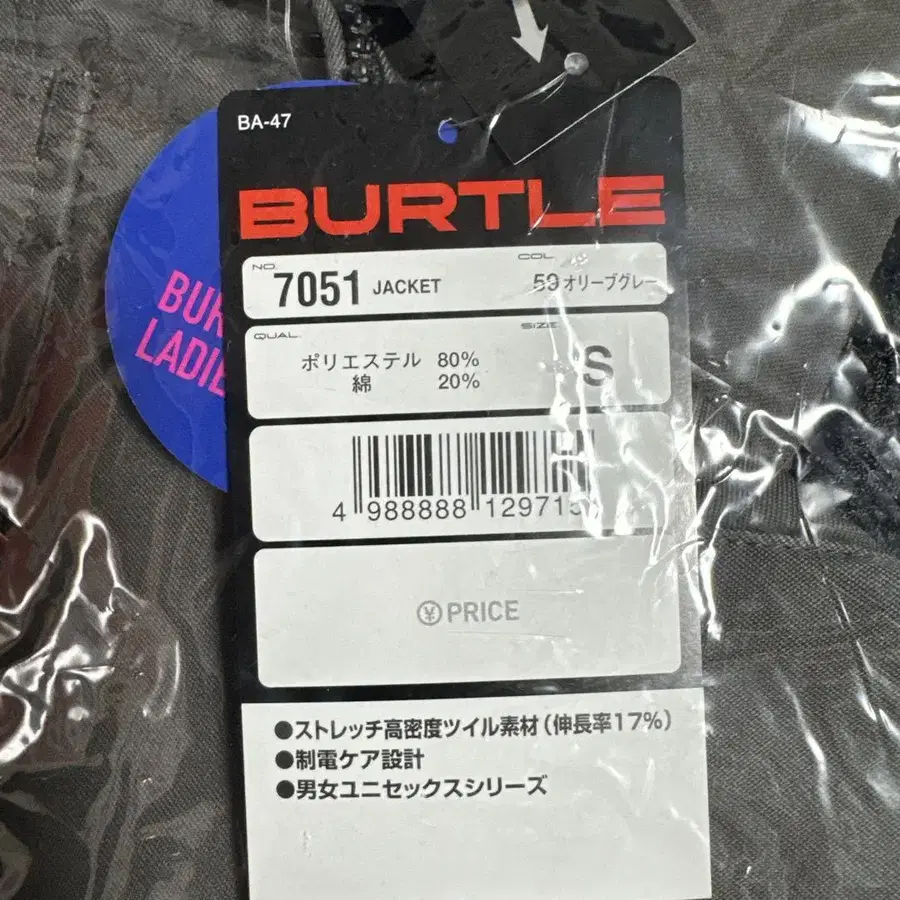 BA-47
BURTLE
NO. 7051 JACKET
COL. 59 オリーブグレー
QUAL.
ポリエステル 80%
綿 20%
SIZE S
4 988888 129715
¥ PRICE
●ストレッチ高密度ツイル素材(伸長率17%)
●制電ケア設計
●男女ユニセックスシリーズ